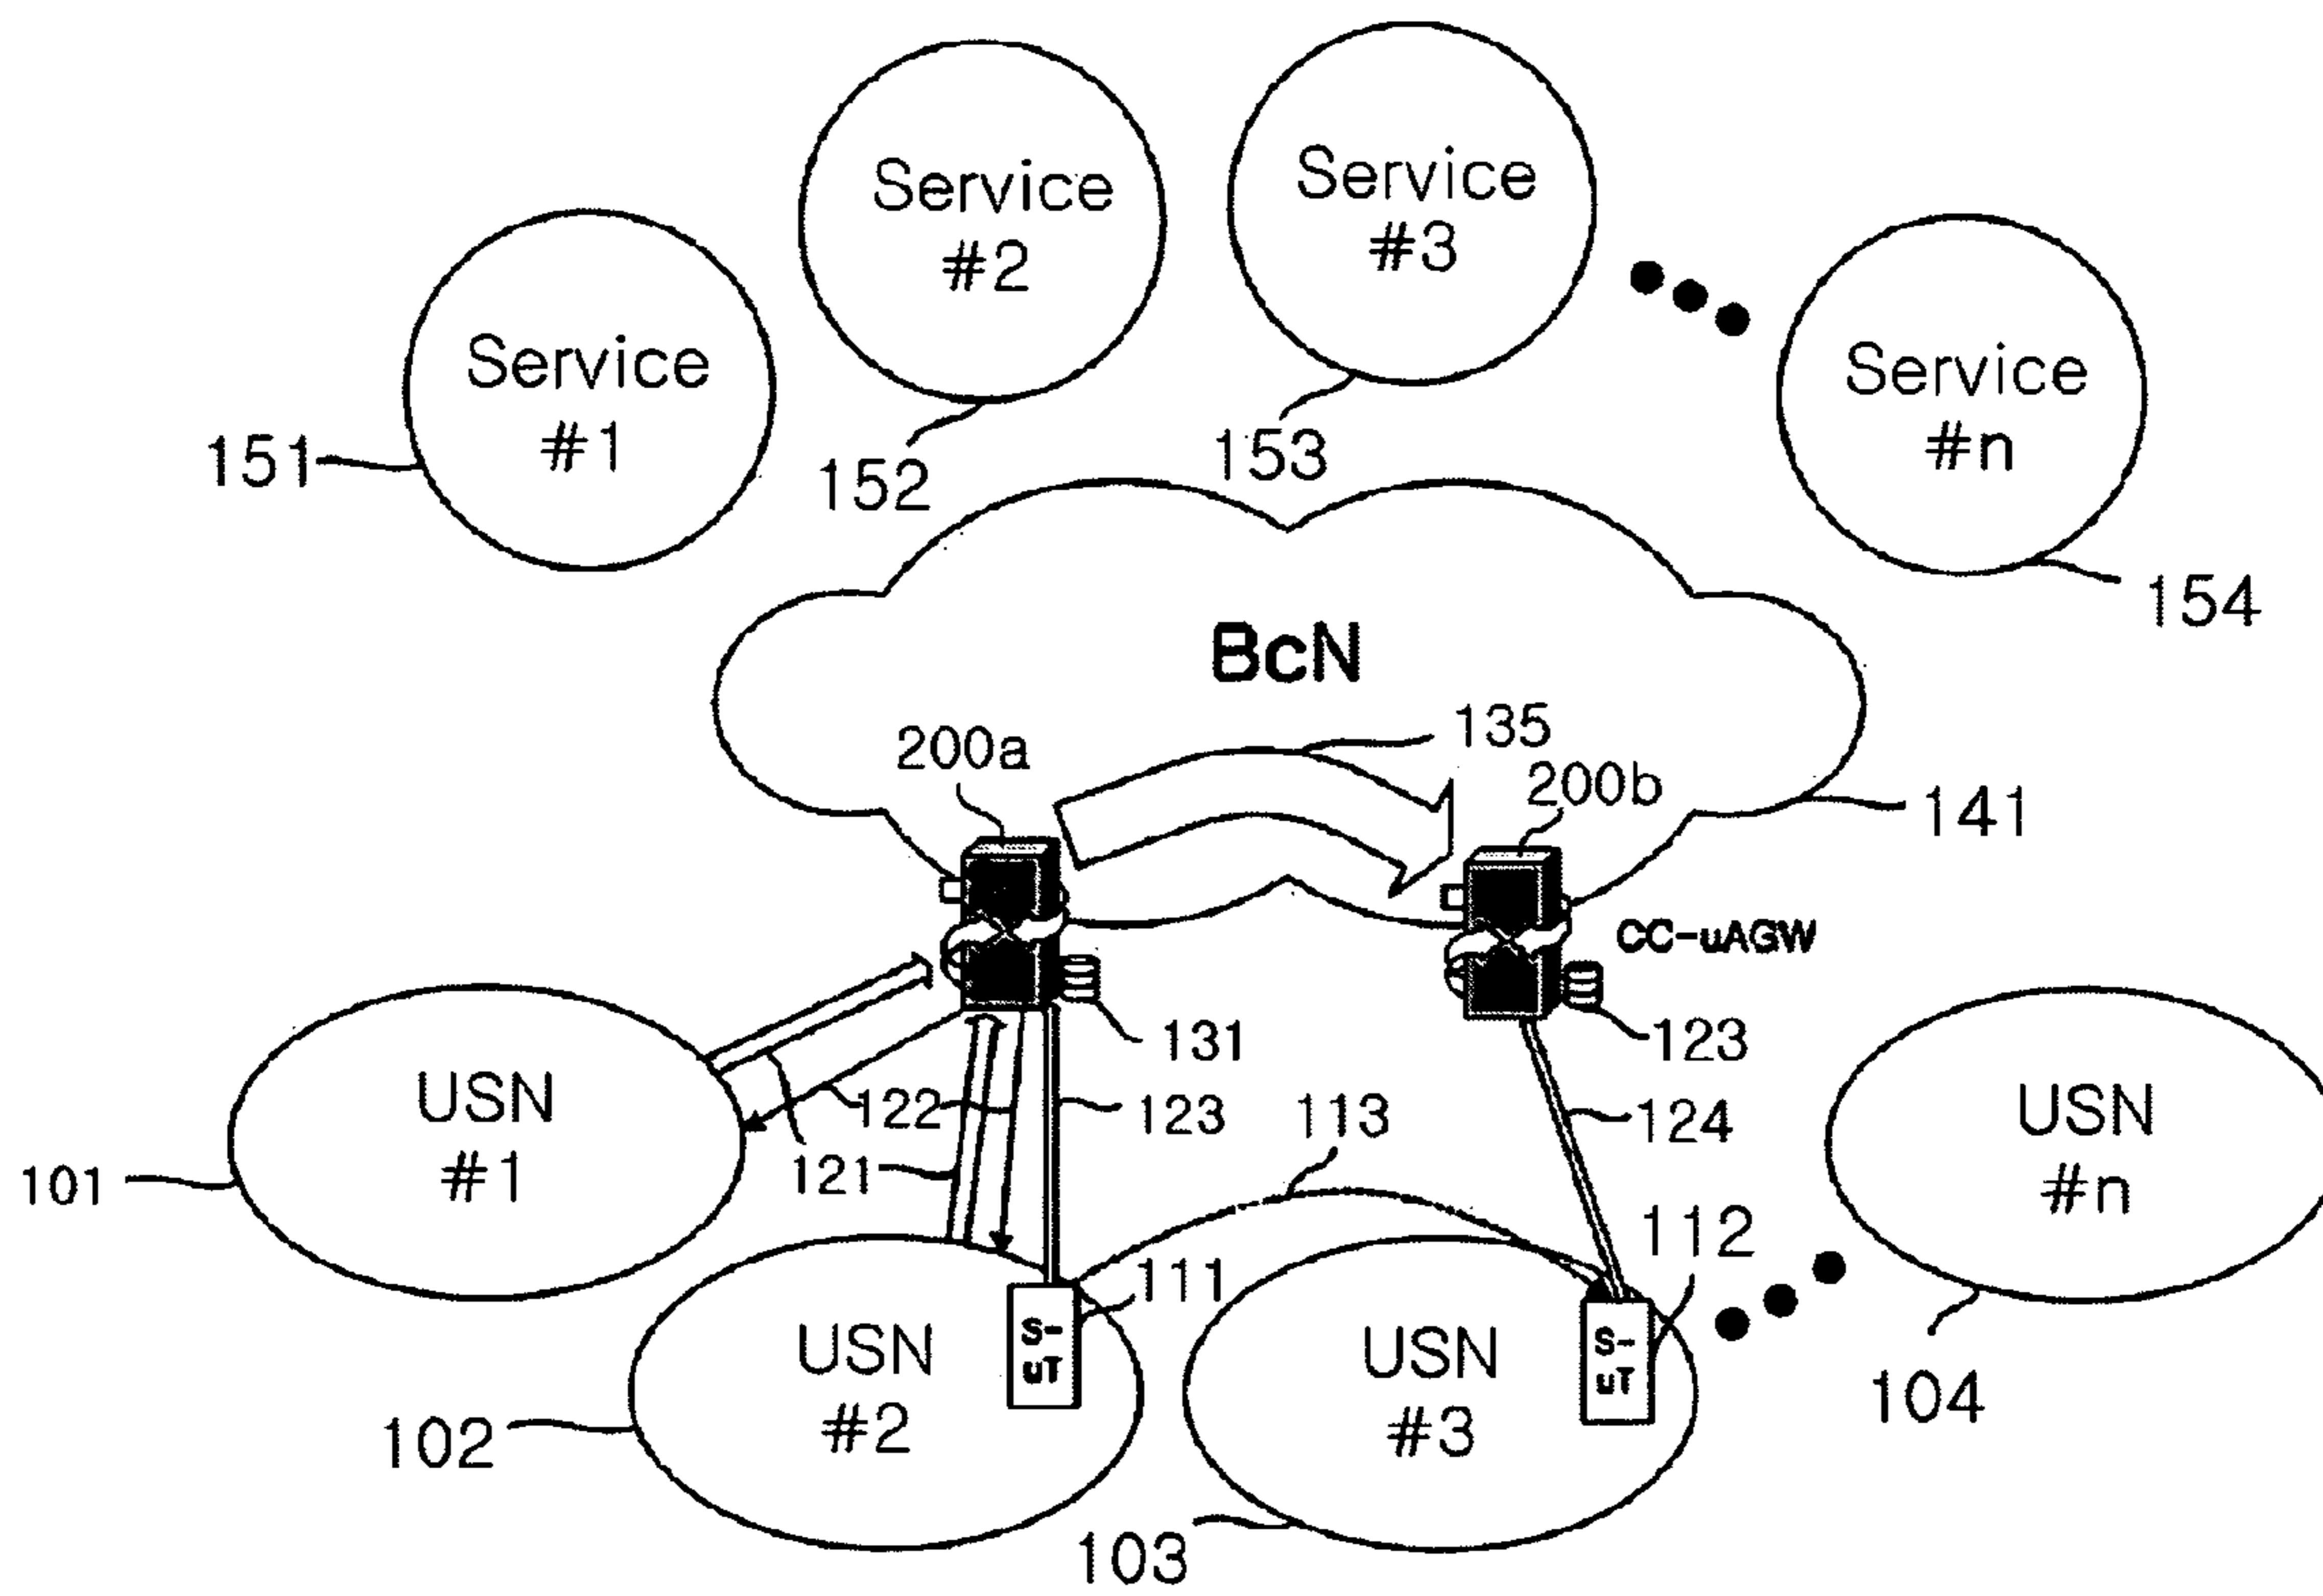 Service
#1
151
Service
#2
152
Service
#3
153
Service
#n
154
BcN
135
200a
200b
141
CC-uAGW
131
123
USN
#1
101
122
121
123
113
124
112
USN
#n
104
111
S-
uT
USN
#2
102
S-
uT
USN
#3
103